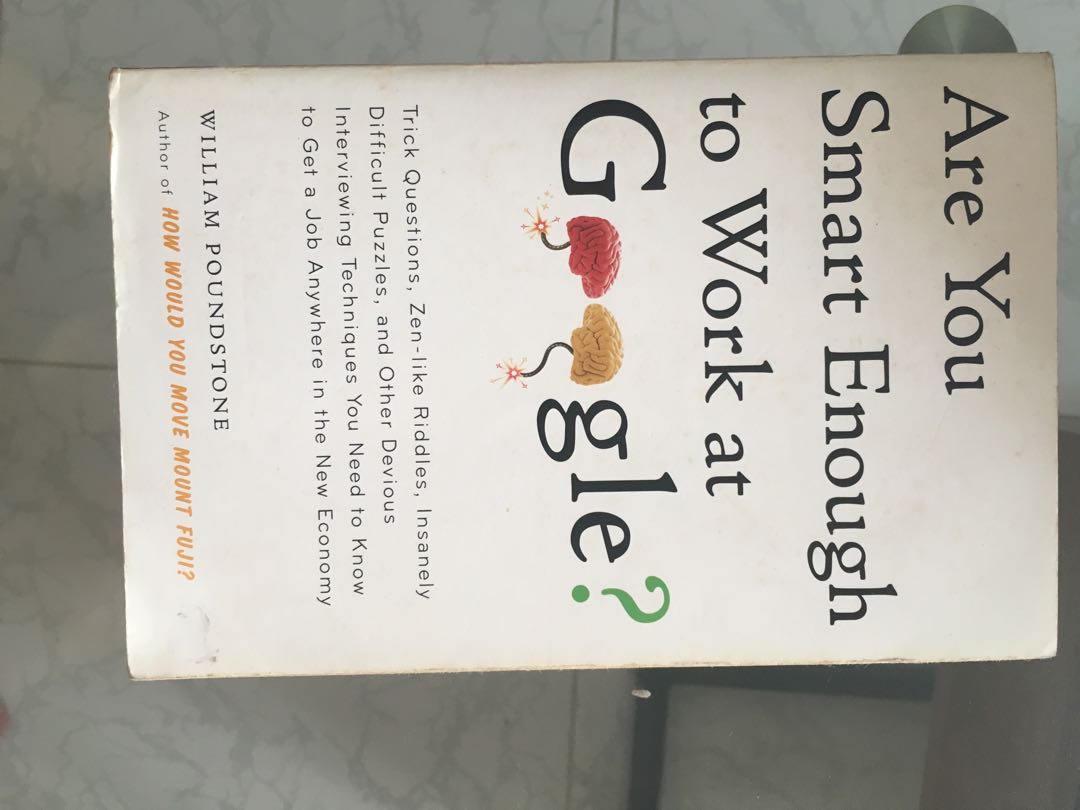 Are You
Smart Enough
to Work at
Google?
Trick Questions, Zen-like Riddles, Insanely
Difficult Puzzles, and Other Devious
Interviewing Techniques You Need to Know
to Get a Job Anywhere in the New Economy
WILLIAM POUNDSTONE
Author of HOW WOULD YOU MOVE MOUNT FUJI?